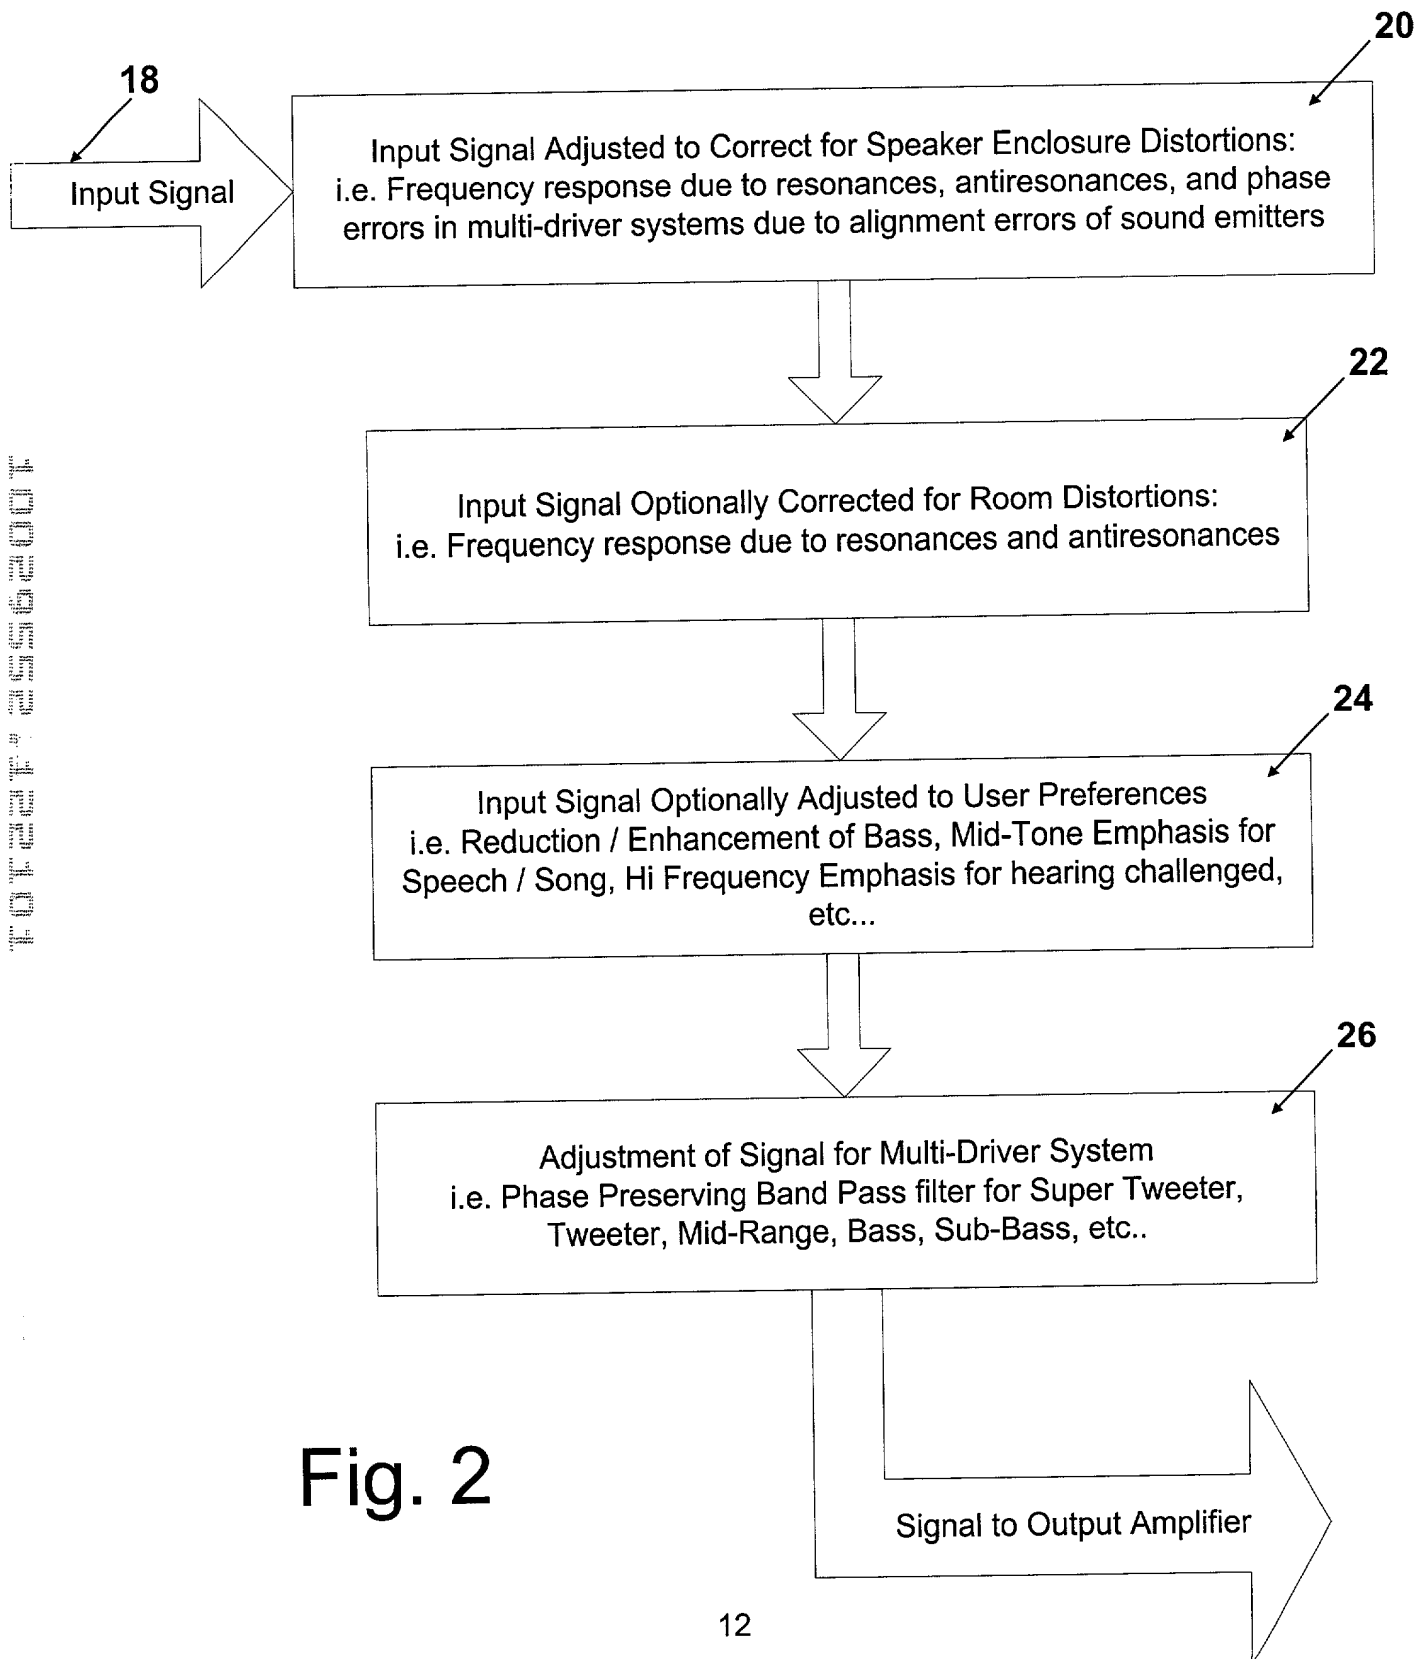 20
18
Input Signal
Input Signal Adjusted to Correct for Speaker Enclosure Distortions:
i.e. Frequency response due to resonances, antiresonances, and phase
errors in multi-driver systems due to alignment errors of sound emitters
22
Input Signal Optionally Corrected for Room Distortions:
i.e. Frequency response due to resonances and antiresonances
24
Input Signal Optionally Adjusted to User Preferences
i.e. Reduction / Enhancement of Bass, Mid-Tone Emphasis for
Speech / Song, Hi Frequency Emphasis for hearing challenged,
etc...
26
Adjustment of Signal for Multi-Driver System
i.e. Phase Preserving Band Pass filter for Super Tweeter,
Tweeter, Mid-Range, Bass, Sub-Bass, etc..
Signal to Output Amplifier
Fig. 2
12